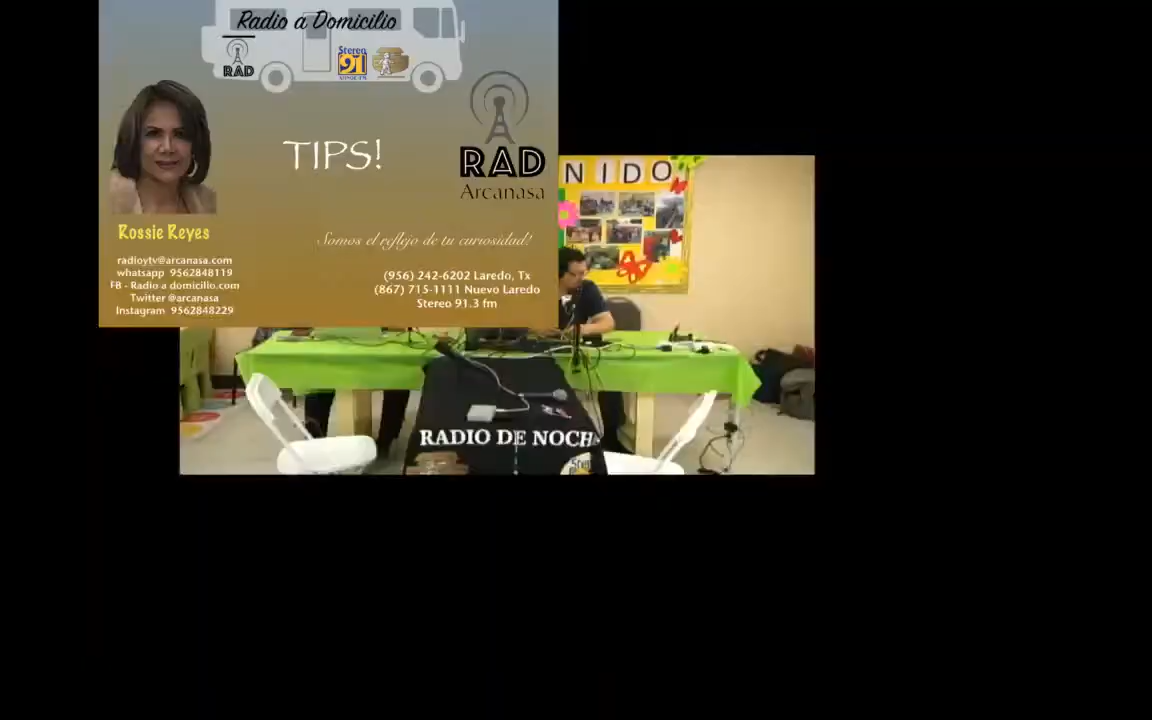 Radio a Domicilio
RAD
Stereo
91
TIPS!
RAD
Arcanasa
Rossie Reyes
Somos el reflejo de tu curiosidad!
radioytv@arcanasa.com
whatsapp 9562848119
FB - Radio a domicilio.com
Twitter @arcanasa
Instagram 9562848229
(956) 242-6202 Laredo, Tx
(867) 715-1111 Nuevo Laredo
Stereo 91.3 fm
NIDO
RADIO DE NOCH